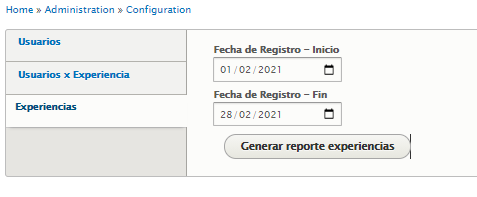 Home » Administration » Configuration
Usuarios
Usuarios x Experiencia
Experiencias
Fecha de Registro – Inicio
01/02/2021
Fecha de Registro – Fin
28/02/2021
Generar reporte experiencias